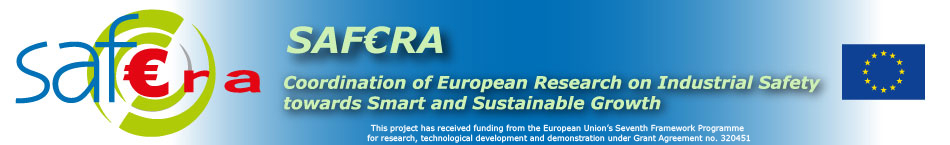 saf€ra
SAF€RA
Coordination of European Research on Industrial Safety
towards Smart and Sustainable Growth
This project has received funding from the European Union's Seventh Framework Programme
for research, technological development and demonstration under Grant Agreement no. 320451